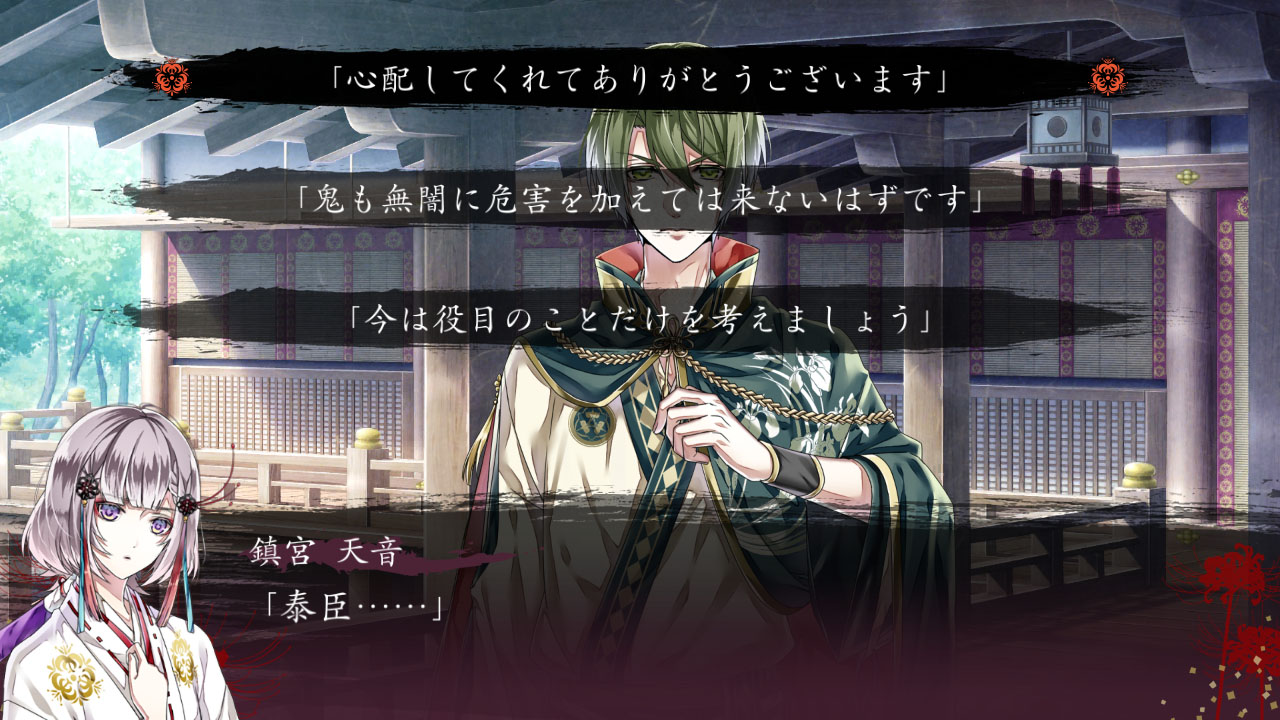 「心配してくれてありがとうございます」
「鬼も無闇に危害を加えては来ないはずです」
「今は役目のことだけを考えましょう」
鎮宮 天音
「泰臣……」